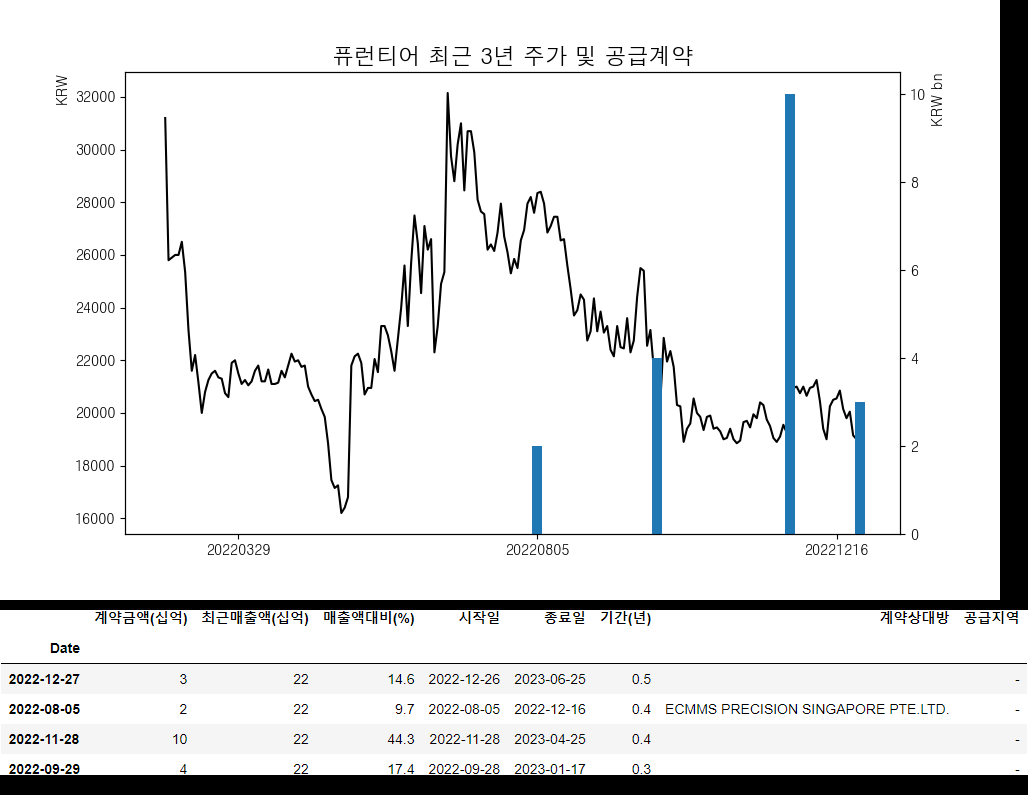 퓨런티어 최근 3년 주가 및 공급계약
KRW
KRW bn
32000
30000
28000
26000
24000
22000
20000
18000
16000
10
8
6
4
2
0
20220329 20220805 20221216
계약금액(십억) 최근매출액(십억) 매출액대비(%) 시작일 종료일 기간(년) 계약상대방 공급지역
Date
2022-12-27 3 22 14.6 2022-12-26 2023-06-25 0.5 -
2022-08-05 2 22 9.7 2022-08-05 2022-12-16 0.4 ECMMS PRECISION SINGAPORE PTE.LTD. -
2022-11-28 10 22 44.3 2022-11-28 2023-04-25 0.4 -
2022-09-29 4 22 17.4 2022-09-28 2023-01-17 0.3 -